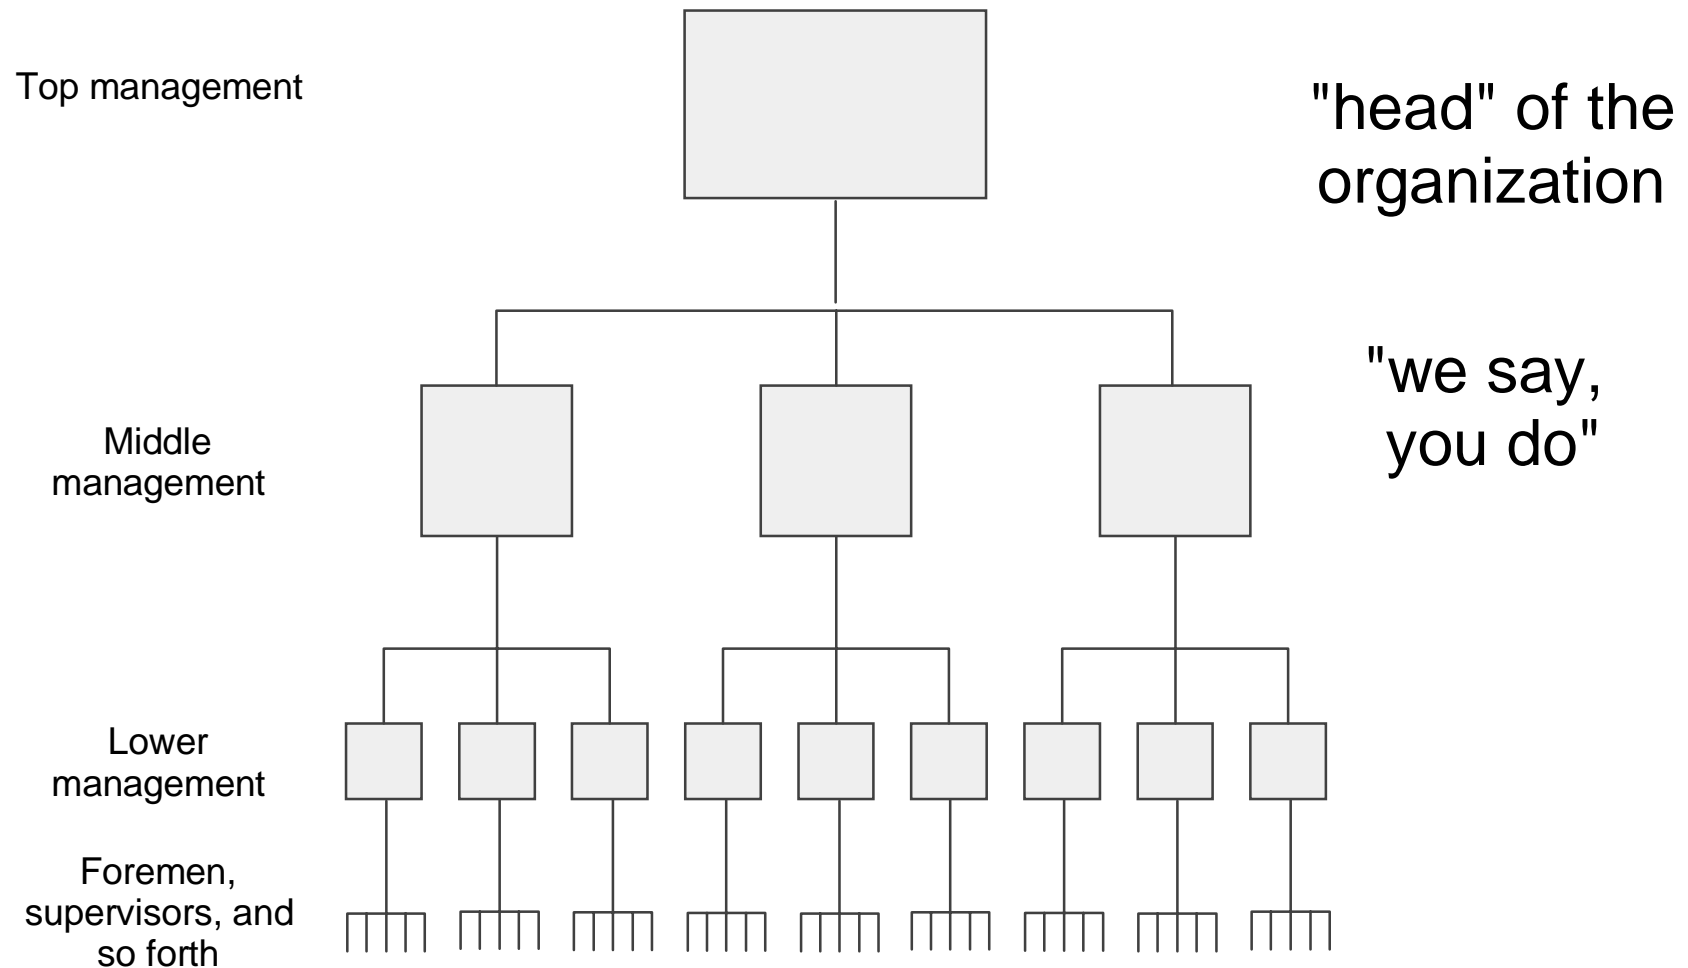 Top management
"head" of the
organization
"we say,
you do"
Middle
management
Lower
management
Foremen,
supervisors, and
so forth